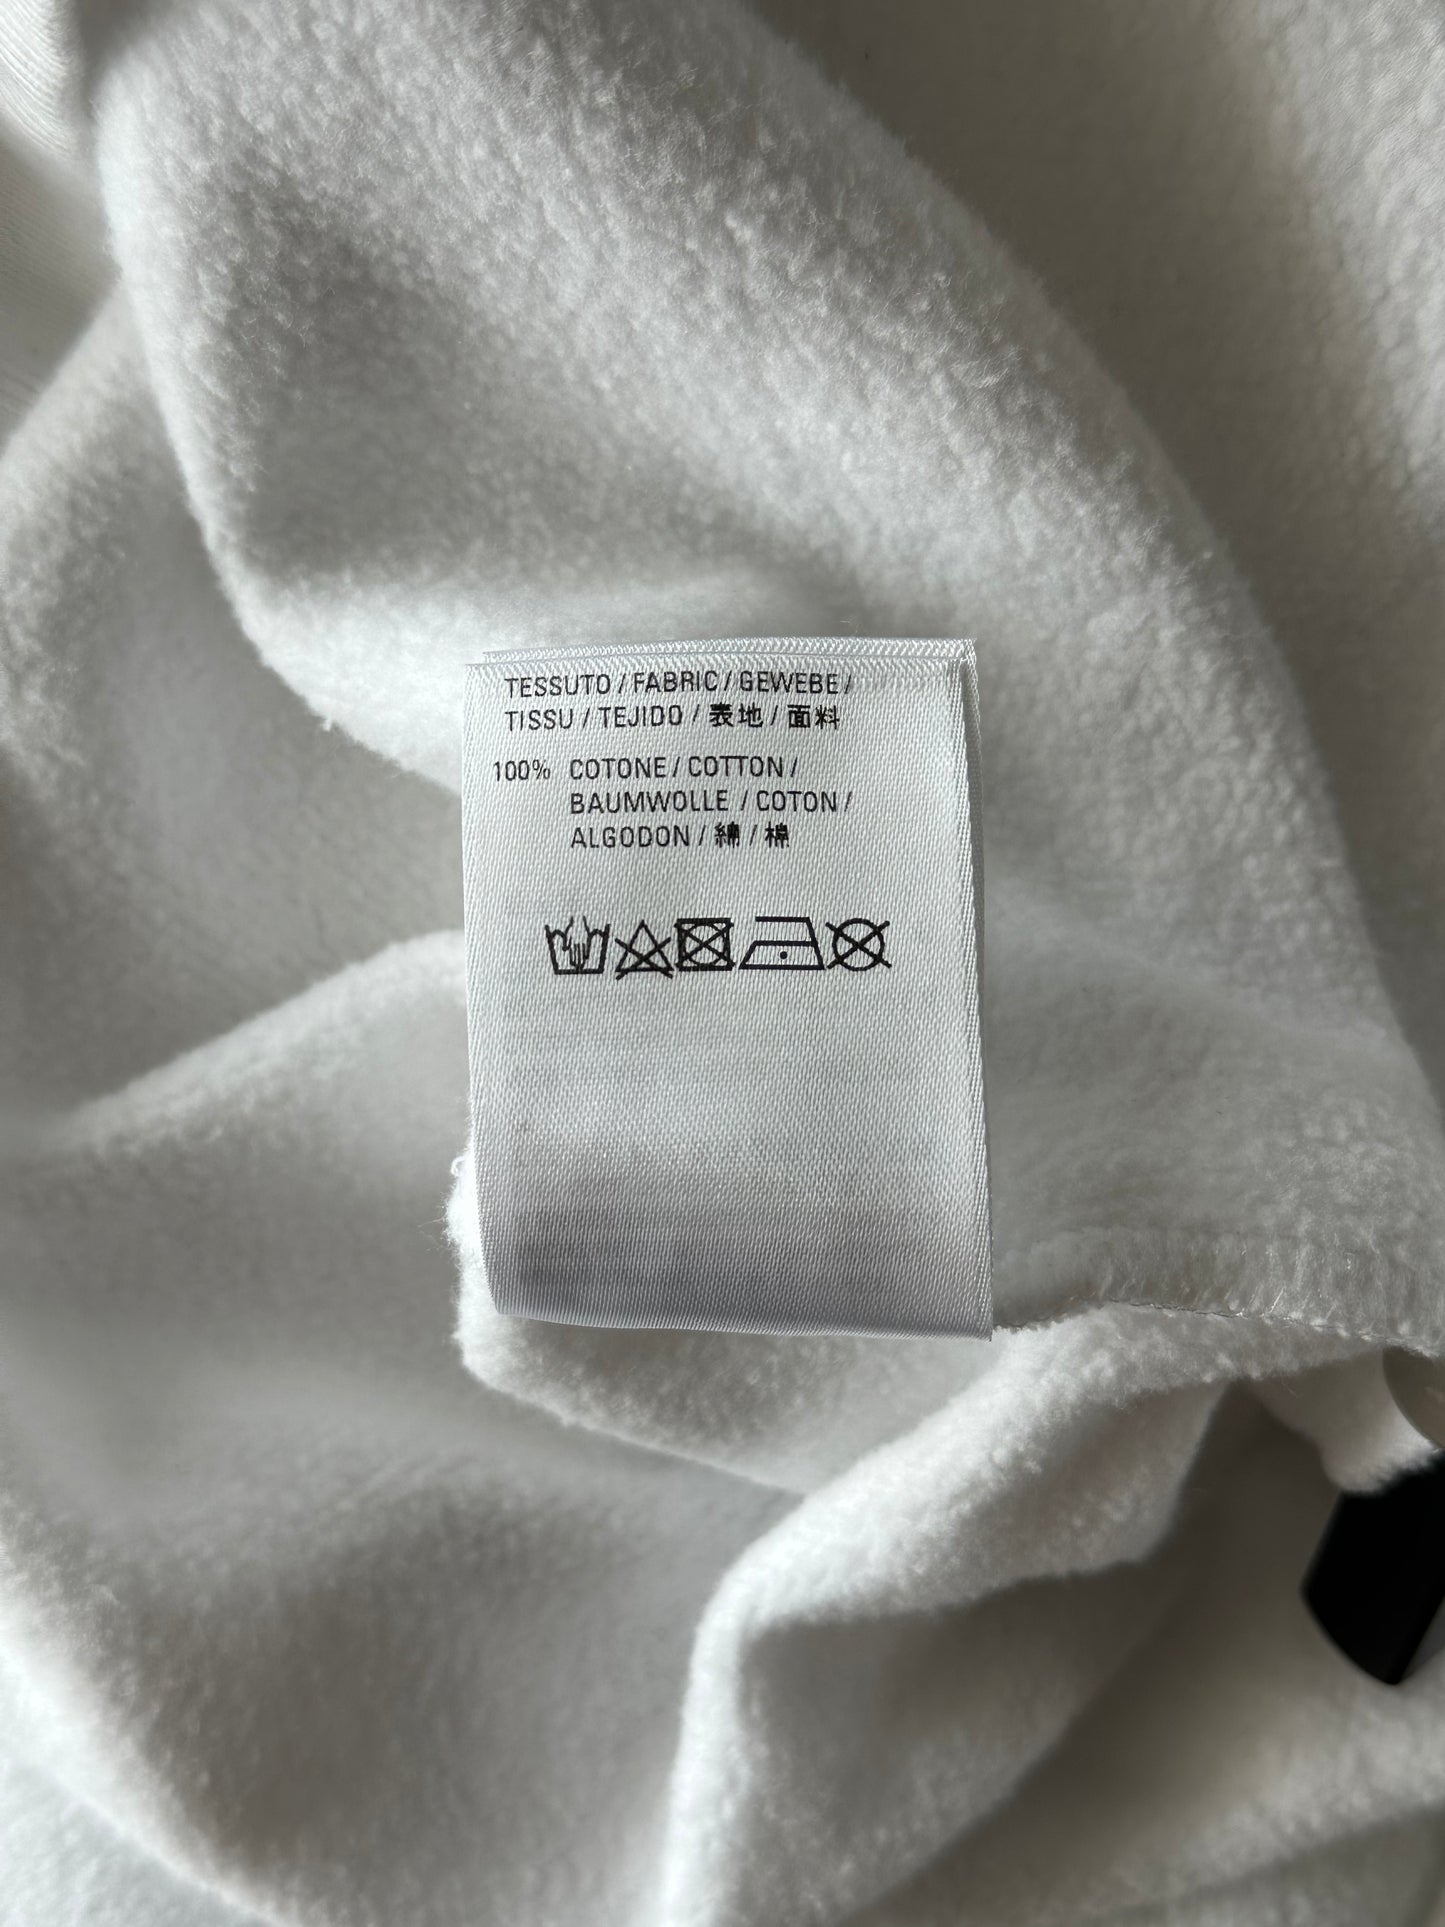 TESSUTO / FABRIC / GEWEBE /
TISSU / TEJIDO / 表地 / 面料
100% COTONE / COTTON /
BAUMWOLLE / COTON /
ALGODON / 綿 / 棉